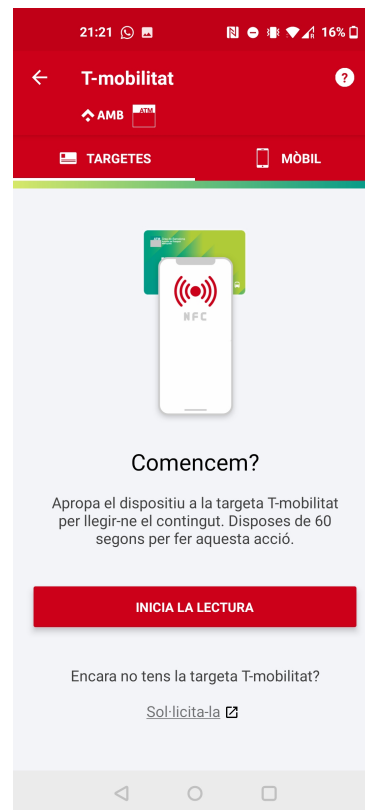 21:21 16%
T-mobilitat ?
AMB ATM
TARGETES MÒBIL
NFC
Comencem?
Apropa el dispositiu a la targeta T-mobilitat
per llegir-ne el contingut. Disposes de 60
segons per fer aquesta acció.
INICIA LA LECTURA
Encara no tens la targeta T-mobilitat?
Sol·licita-la